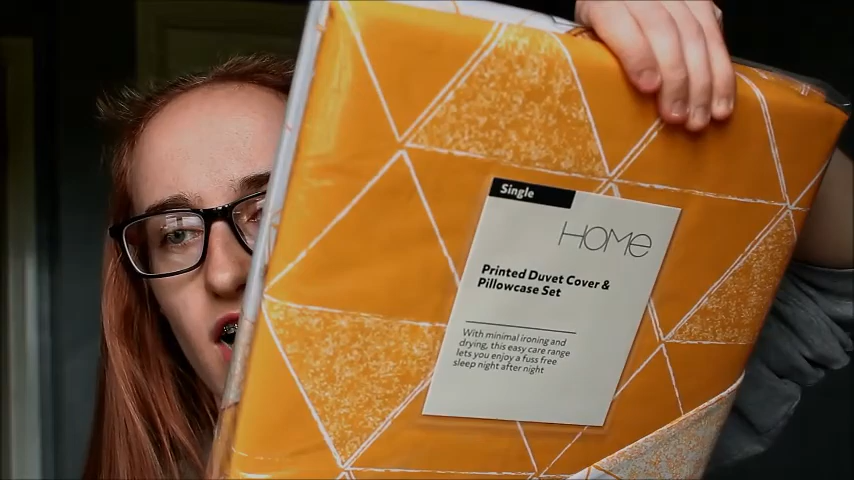 Single
HOME
Printed Duvet Cover &
Pillowcase Set
With minimal ironing and
drying, this easy care range
lets you enjoy a fuss free
sleep night after night